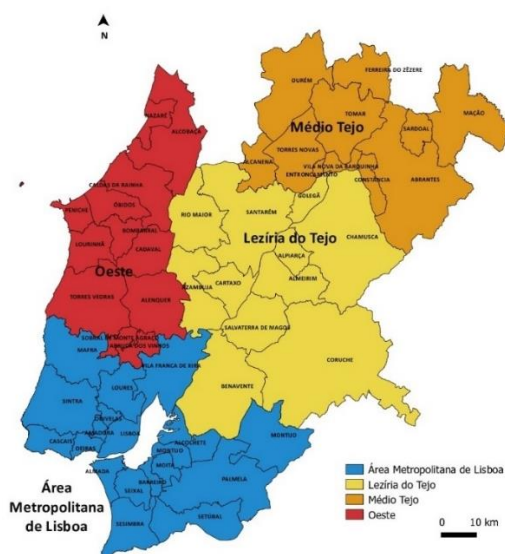 N
FERREIRA DO ZÊZERE
OURÉM
MAÇÃO
NAZARÉ
TOMAR
Médio Tejo
SARDOAL
ALCOBAÇA
TORRES NOVAS
ALCANENA
VILA NOVA DA BARQUINHA
ENTRONCAMENTO
CONSTÂNCIA
ABRANTES
CALDAS DA RAINHA
GOLEGÃ
ÓBIDOS
PENICHE
RIO MAIOR
SANTARÉM
BOMBARRAL
CHAMUSCA
LOURINHÃ
Lezíria do Tejo
CADAVAL
ALPIARÇA
Oeste
ALMEIRIM
CARTAXO
AZAMBUJA
TORRES VEDRAS
ALENQUER
SALVATERRA DE MAGOS
SOBRAL DE MONTE AGRAÇO
ARRUDA DOS VINHOS
MAFRA
CORUCHE
VILA FRANCA DE XIRA
BENAVENTE
LOURES
SINTRA
ODIVELAS
AMADORA
LISBOA
MONTIJO
ALCOCHETE
CASCAIS
OEIRAS
MONTIJO
MOITA
ALMADA
BARREIRO
PALMELA
SEIXAL
Área
Metropolitana
de Lisboa
SESIMBRA
SETÚBAL
Área Metropolitana de Lisboa
Lezíria do Tejo
Médio Tejo
Oeste
0
10 km